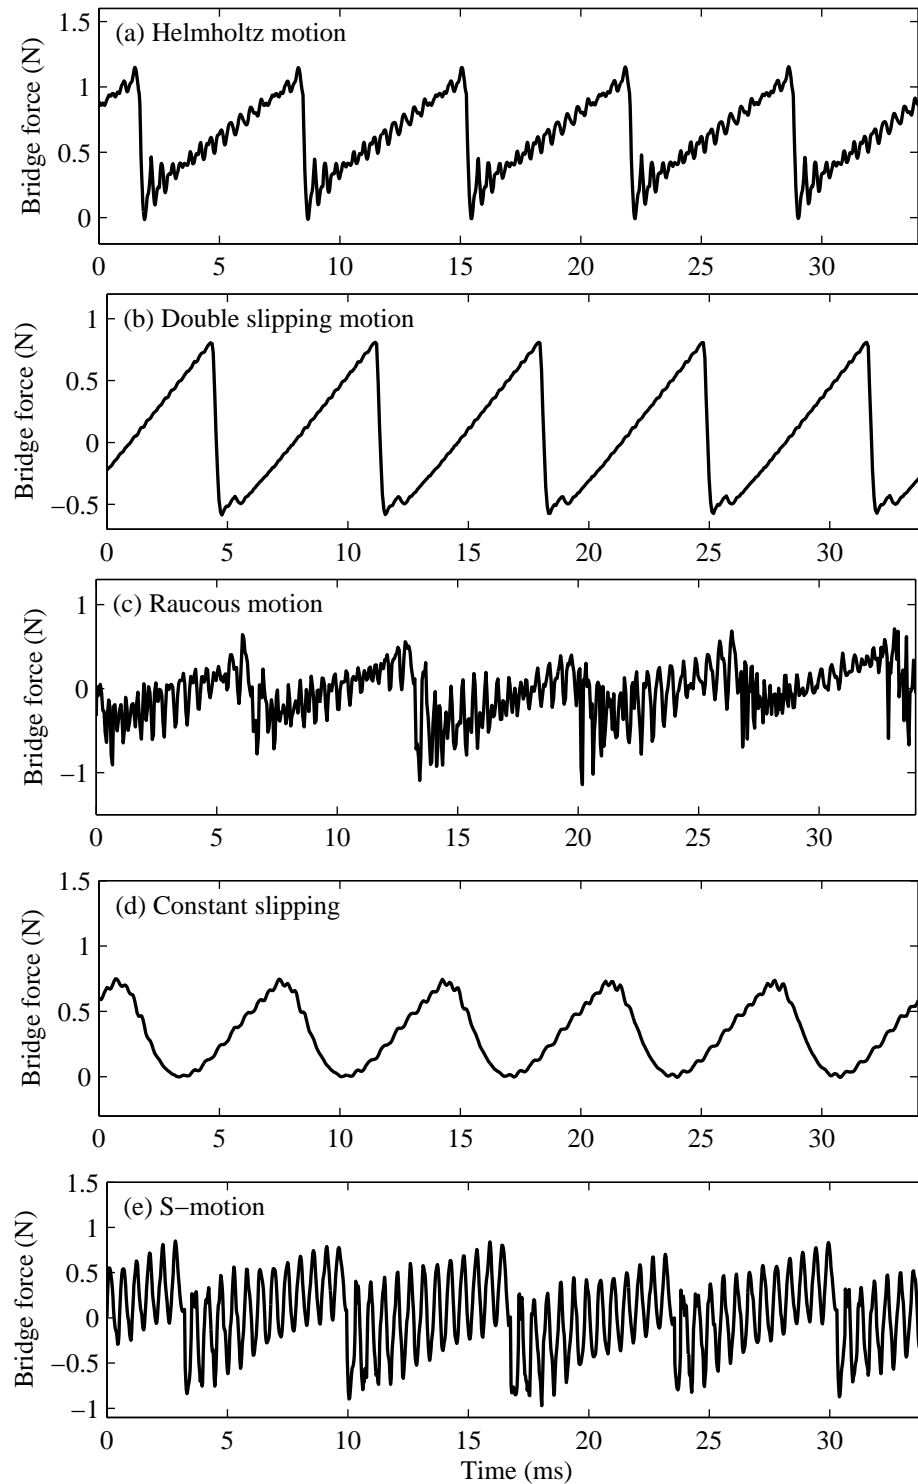 1.5
(a) Helmholtz motion
1
0.5
0
Bridge force (N)
0 5 10 15 20 25 30
1
(b) Double slipping motion
0.5
0
−0.5
Bridge force (N)
0 5 10 15 20 25 30
1
(c) Raucous motion
0
−1
Bridge force (N)
0 5 10 15 20 25 30
1.5
(d) Constant slipping
1
0.5
0
Bridge force (N)
0 5 10 15 20 25 30
1.5
(e) S−motion
1
0.5
0
−0.5
−1
Bridge force (N)
0 5 10 15 20 25 30
Time (ms)